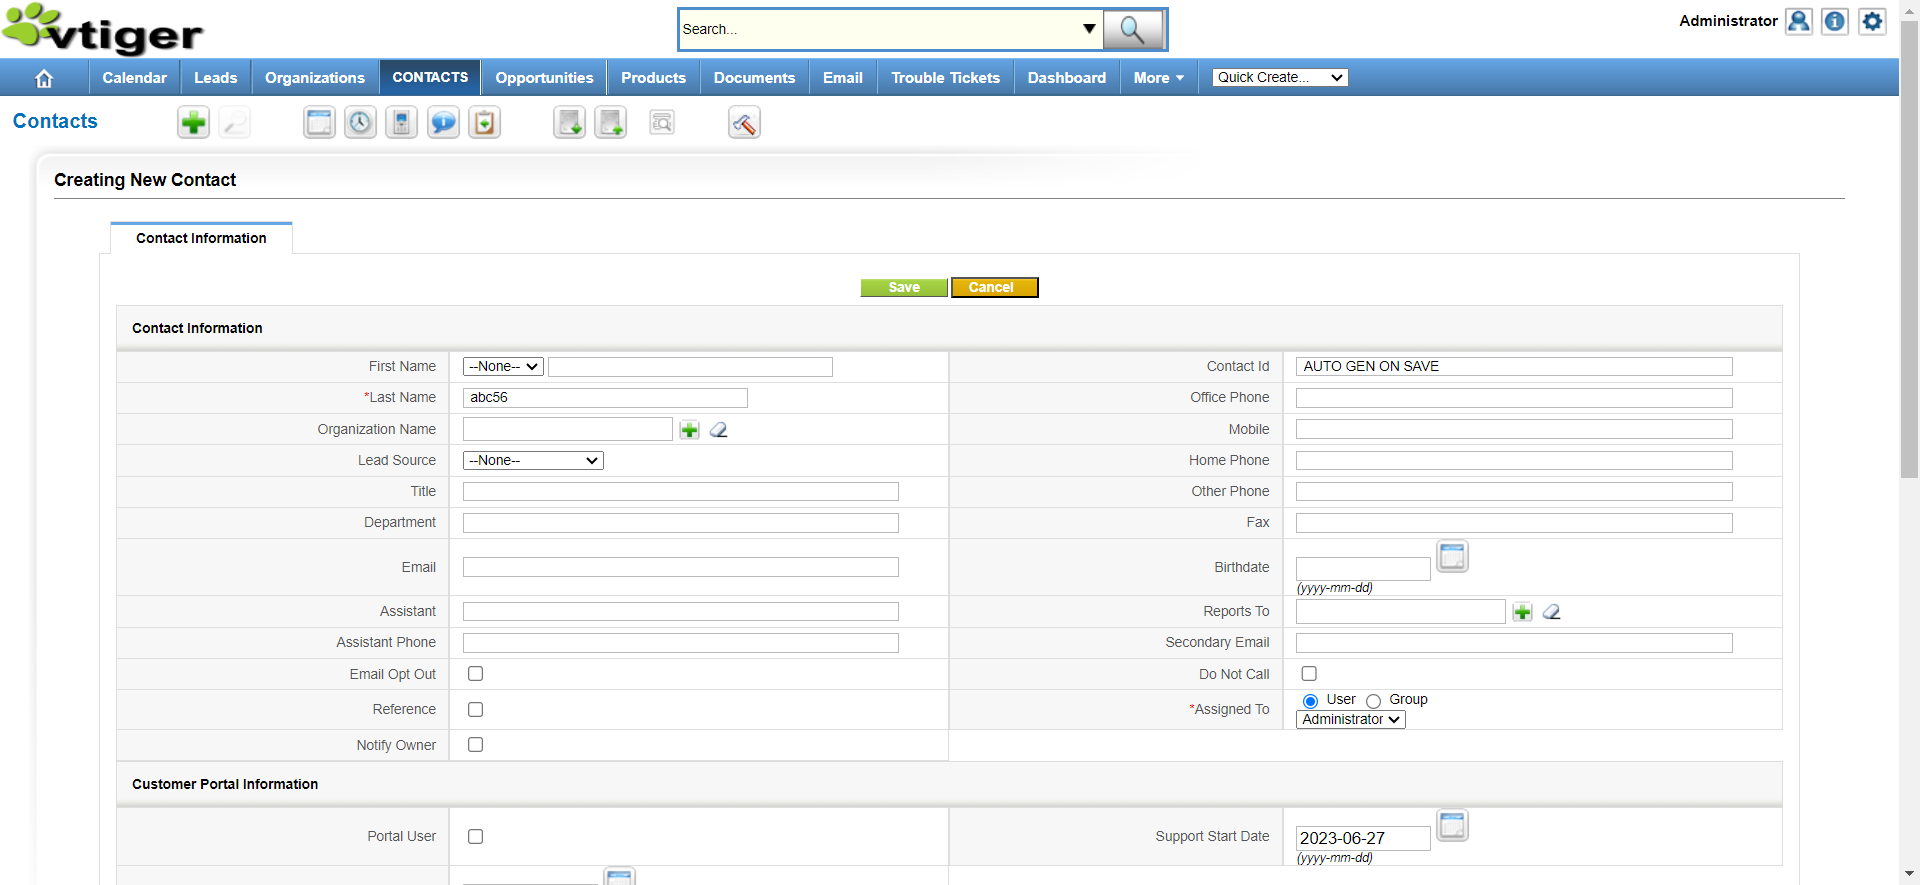 vtiger
Search...
Administrator
Calendar Leads Organizations CONTACTS Opportunities Products Documents Email Trouble Tickets Dashboard More Quick Create...
Contacts
Creating New Contact
Contact Information
Save Cancel
Contact Information
First Name --None-- Contact Id AUTO GEN ON SAVE
*Last Name abc56 Office Phone
Organization Name Mobile
Lead Source --None-- Home Phone
Title Other Phone
Department Fax
Email Birthdate
(yyyy-mm-dd)
Assistant Reports To
Assistant Phone Secondary Email
Email Opt Out Do Not Call
Reference *Assigned To User Group
Administrator
Notify Owner
Customer Portal Information
Portal User Support Start Date 2023-06-27
(yyyy-mm-dd)